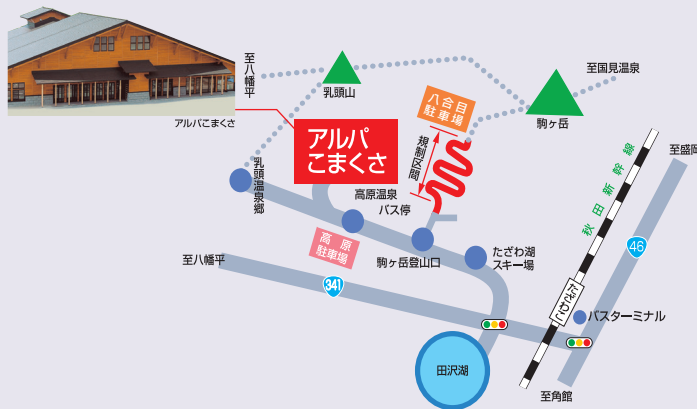 至八幡平
乳頭山
至国見温泉
八合目
駐車場
駒ヶ岳
アルパこまくさ
アルパ
こまくさ
規制区間
秋田新幹線
至盛岡
乳頭温泉郷
高原温泉
バス停
高原
駐車場
駒ヶ岳登山口
たざわ湖
スキー場
46
至八幡平
341
たざわこ
バスターミナル
田沢湖
至角館